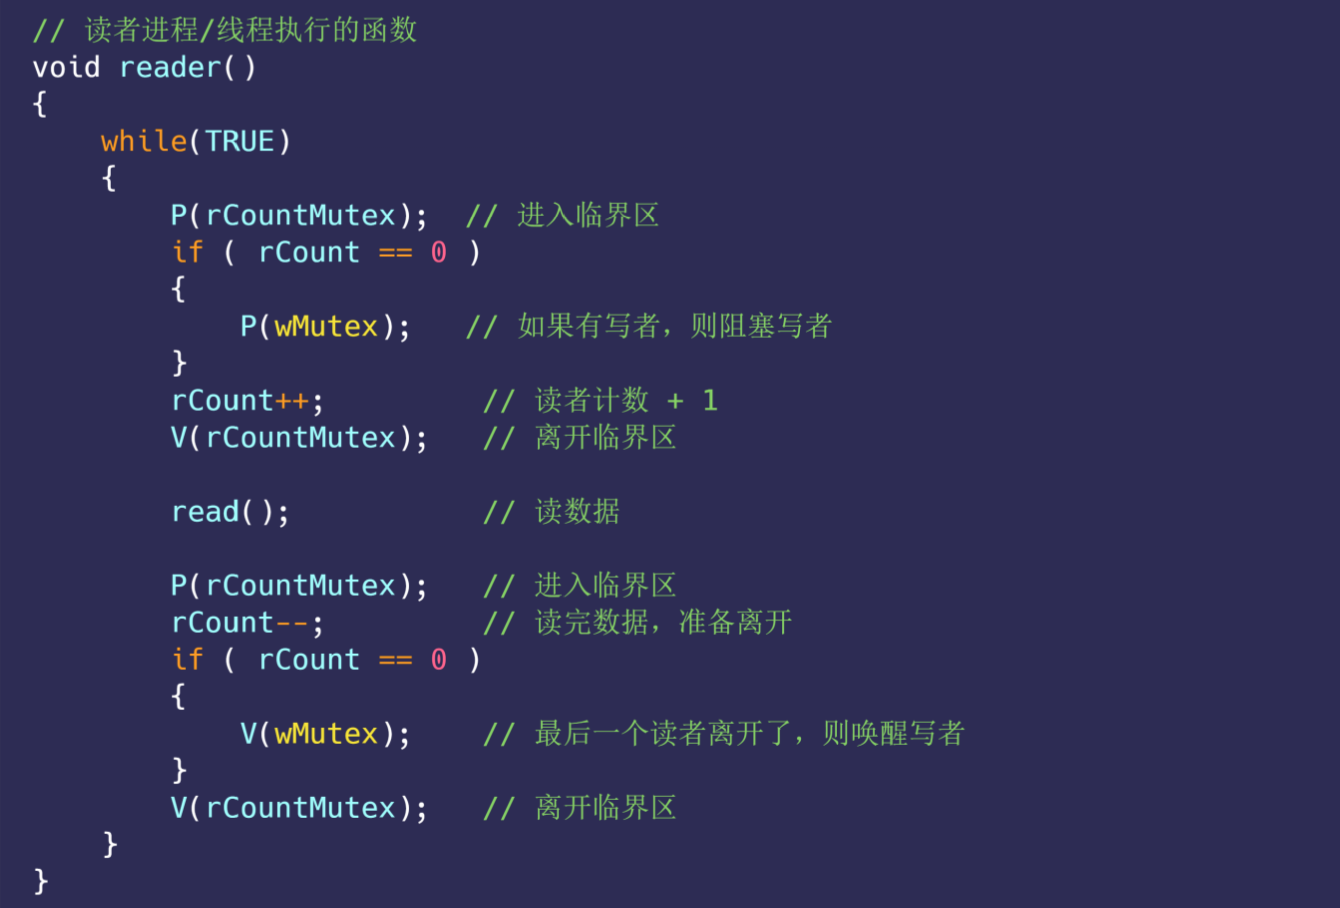 // 读者进程/线程执行的函数
void reader()
{
    while(TRUE)
    {
        P(rCountMutex);  // 进入临界区
        if ( rCount == 0 )
        {
            P(wMutex);   // 如果有写者，则阻塞写者
        }
        rCount++;         // 读者计数 + 1
        V(rCountMutex);   // 离开临界区

        read();           // 读数据

        P(rCountMutex);   // 进入临界区
        rCount--;         // 读完数据，准备离开
        if ( rCount == 0 )
        {
            V(wMutex);    // 最后一个读者离开了，则唤醒写者
        }
        V(rCountMutex);   // 离开临界区
    }
}